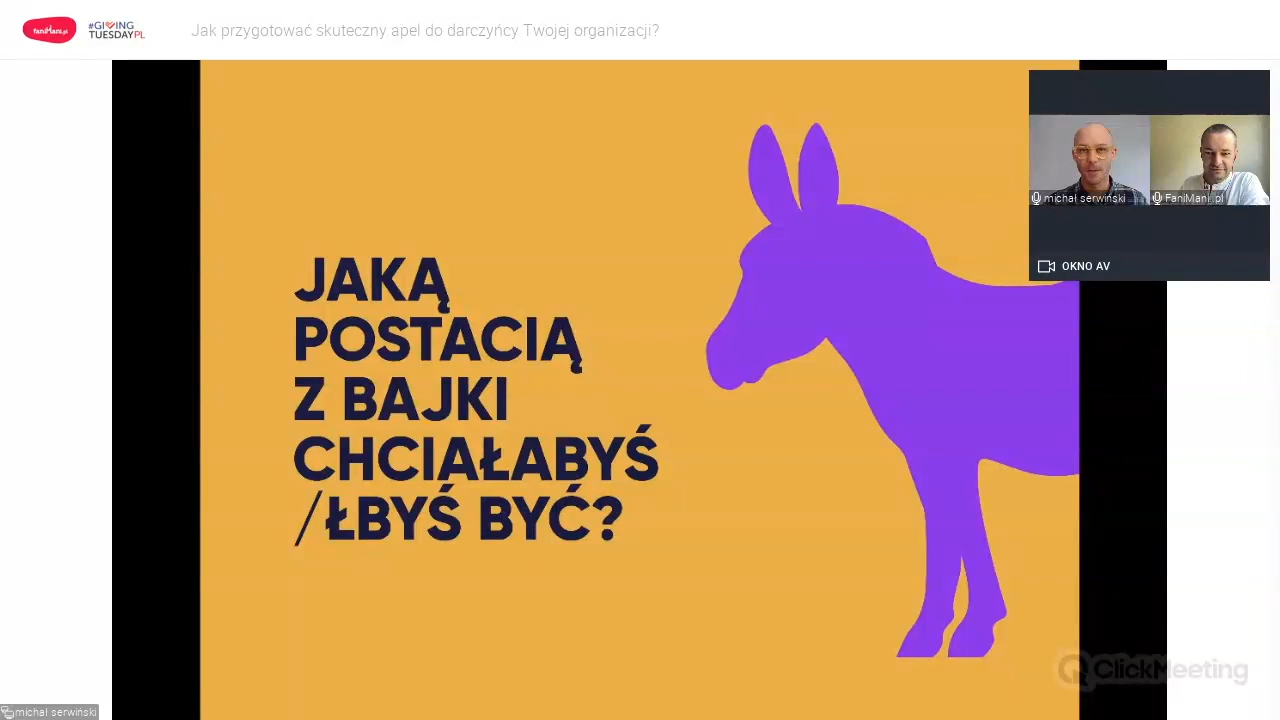 faniMani.pl
#GIVING
TUESDAYPL
Jak przygotować skuteczny apel do darczyńcy Twojej organizacji?
JAKĄ
POSTACIĄ
Z BAJKI
CHCIAŁABYŚ
/ŁBYŚ BYĆ?
michał serwiński
FaniMani .pl
OKNO AV
ClickMeeting
michał serwiński